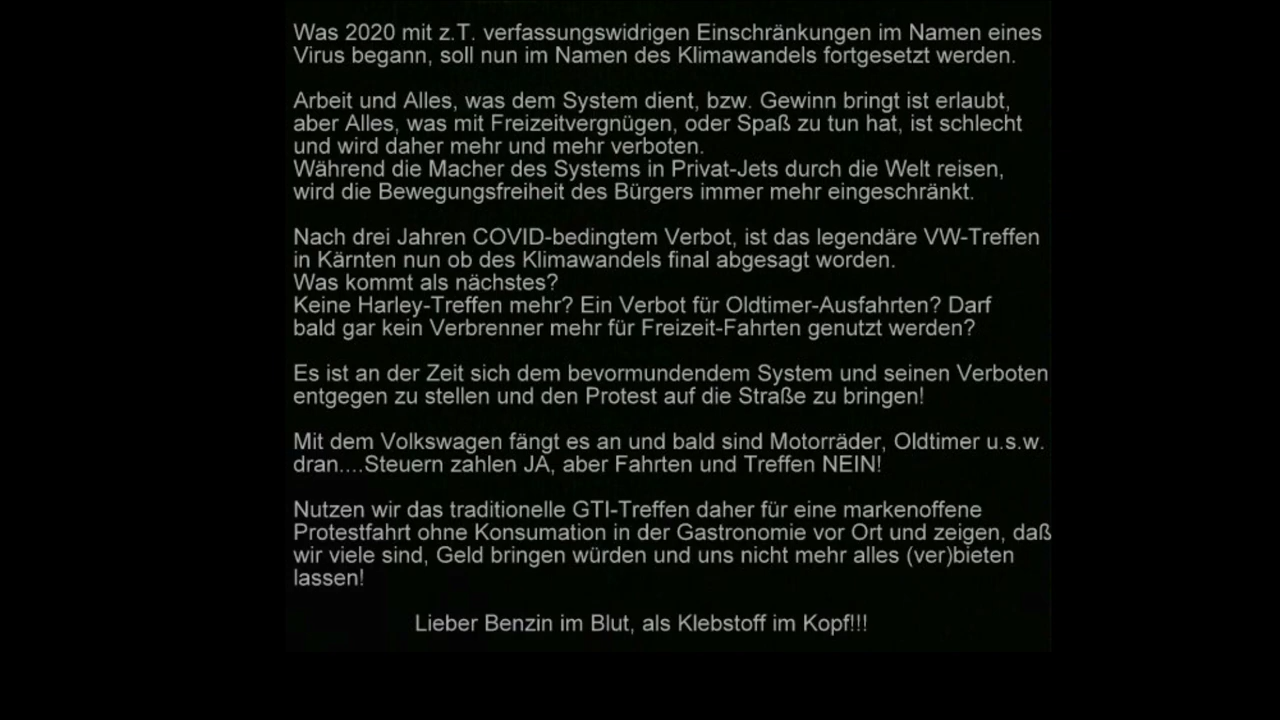 Was 2020 mit z.T. verfassungswidrigen Einschränkungen im Namen eines
Virus begann, soll nun im Namen des Klimawandels fortgesetzt werden.
Arbeit und Alles, was dem System dient, bzw. Gewinn bringt ist erlaubt,
aber Alles, was mit Freizeitvergnügen, oder Spaß zu tun hat, ist schlecht
und wird daher mehr und mehr verboten.
Während die Macher des Systems in Privat-Jets durch die Welt reisen,
wird die Bewegungsfreiheit des Bürgers immer mehr eingeschränkt.
Nach drei Jahren COVID-bedingtem Verbot, ist das legendäre VW-Treffen
in Kärnten nun ob des Klimawandels final abgesagt worden.
Was kommt als nächstes?
Keine Harley-Treffen mehr? Ein Verbot für Oldtimer-Ausfahrten? Darf
bald gar kein Verbrenner mehr für Freizeit-Fahrten genutzt werden?
Es ist an der Zeit sich dem bevormundendem System und seinen Verboten
entgegen zu stellen und den Protest auf die Straße zu bringen!
Mit dem Volkswagen fängt es an und bald sind Motorräder, Oldtimer u.s.w.
dran....Steuern zahlen JA, aber Fahrten und Treffen NEIN!
Nutzen wir das traditionelle GTI-Treffen daher für eine markenoffene
Protestfahrt ohne Konsumation in der Gastronomie vor Ort und zeigen, daß
wir viele sind, Geld bringen würden und uns nicht mehr alles (ver)bieten
lassen!
Lieber Benzin im Blut, als Klebstoff im Kopf!!!